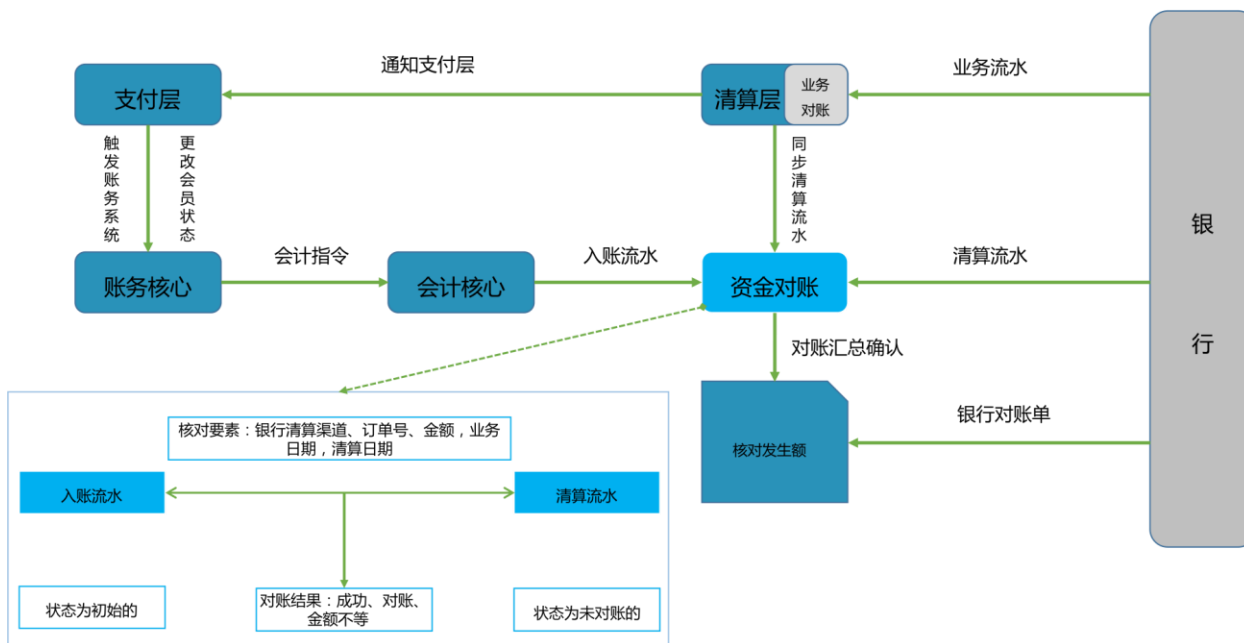 通知支付层
业务流水
支付层
清算层
业务
对账
触发账务系统
更改会员状态
同步清算流水
银行
会计指令
入账流水
清算流水
账务核心
会计核心
资金对账
对账汇总确认
银行对账单
核对发生额
核对要素：银行清算渠道、订单号、金额，业务
日期，清算日期
入账流水
清算流水
状态为初始的
对账结果：成功、对账、
金额不等
状态为未对账的